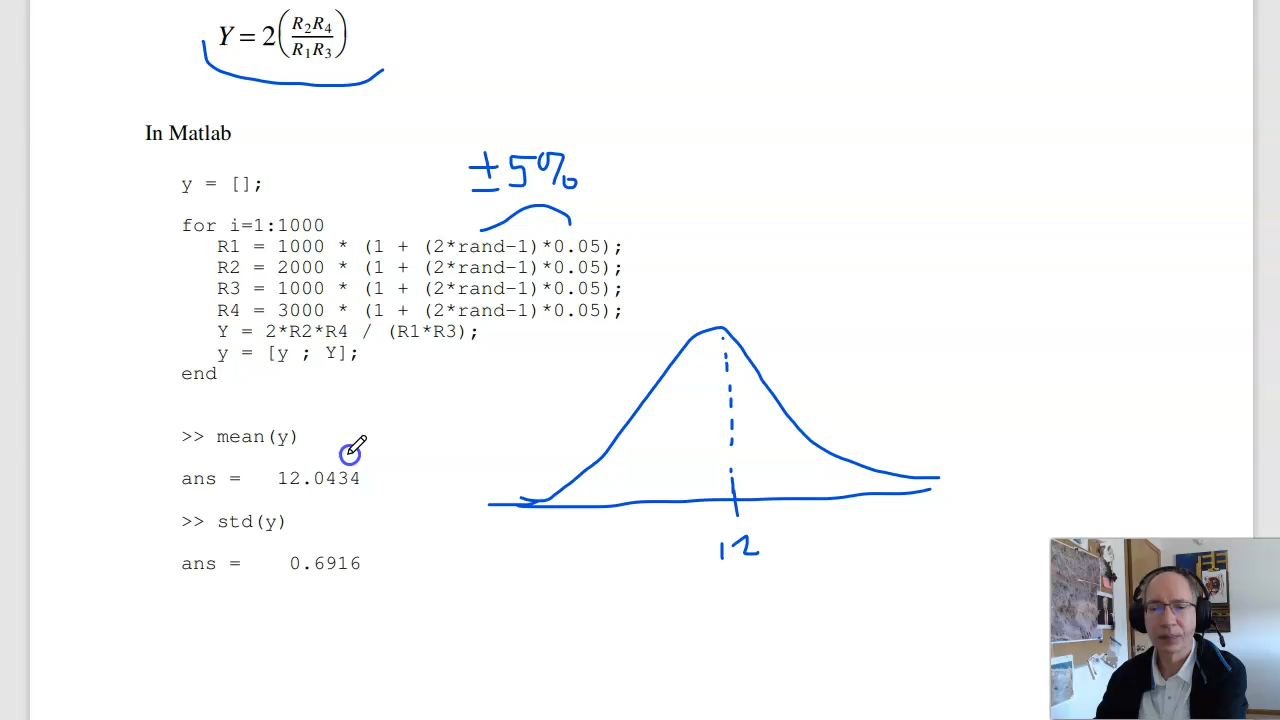 Y = 2(R₂R₄/R₁R₃)
In Matlab
±5%
y = [];
for i=1:1000
R1 = 1000 * (1 + (2*rand-1)*0.05);
R2 = 2000 * (1 + (2*rand-1)*0.05);
R3 = 1000 * (1 + (2*rand-1)*0.05);
R4 = 3000 * (1 + (2*rand-1)*0.05);
Y = 2*R2*R4 / (R1*R3);
y = [y ; Y];
end
>> mean(y)
ans = 12.0434
>> std(y)
12
ans = 0.6916